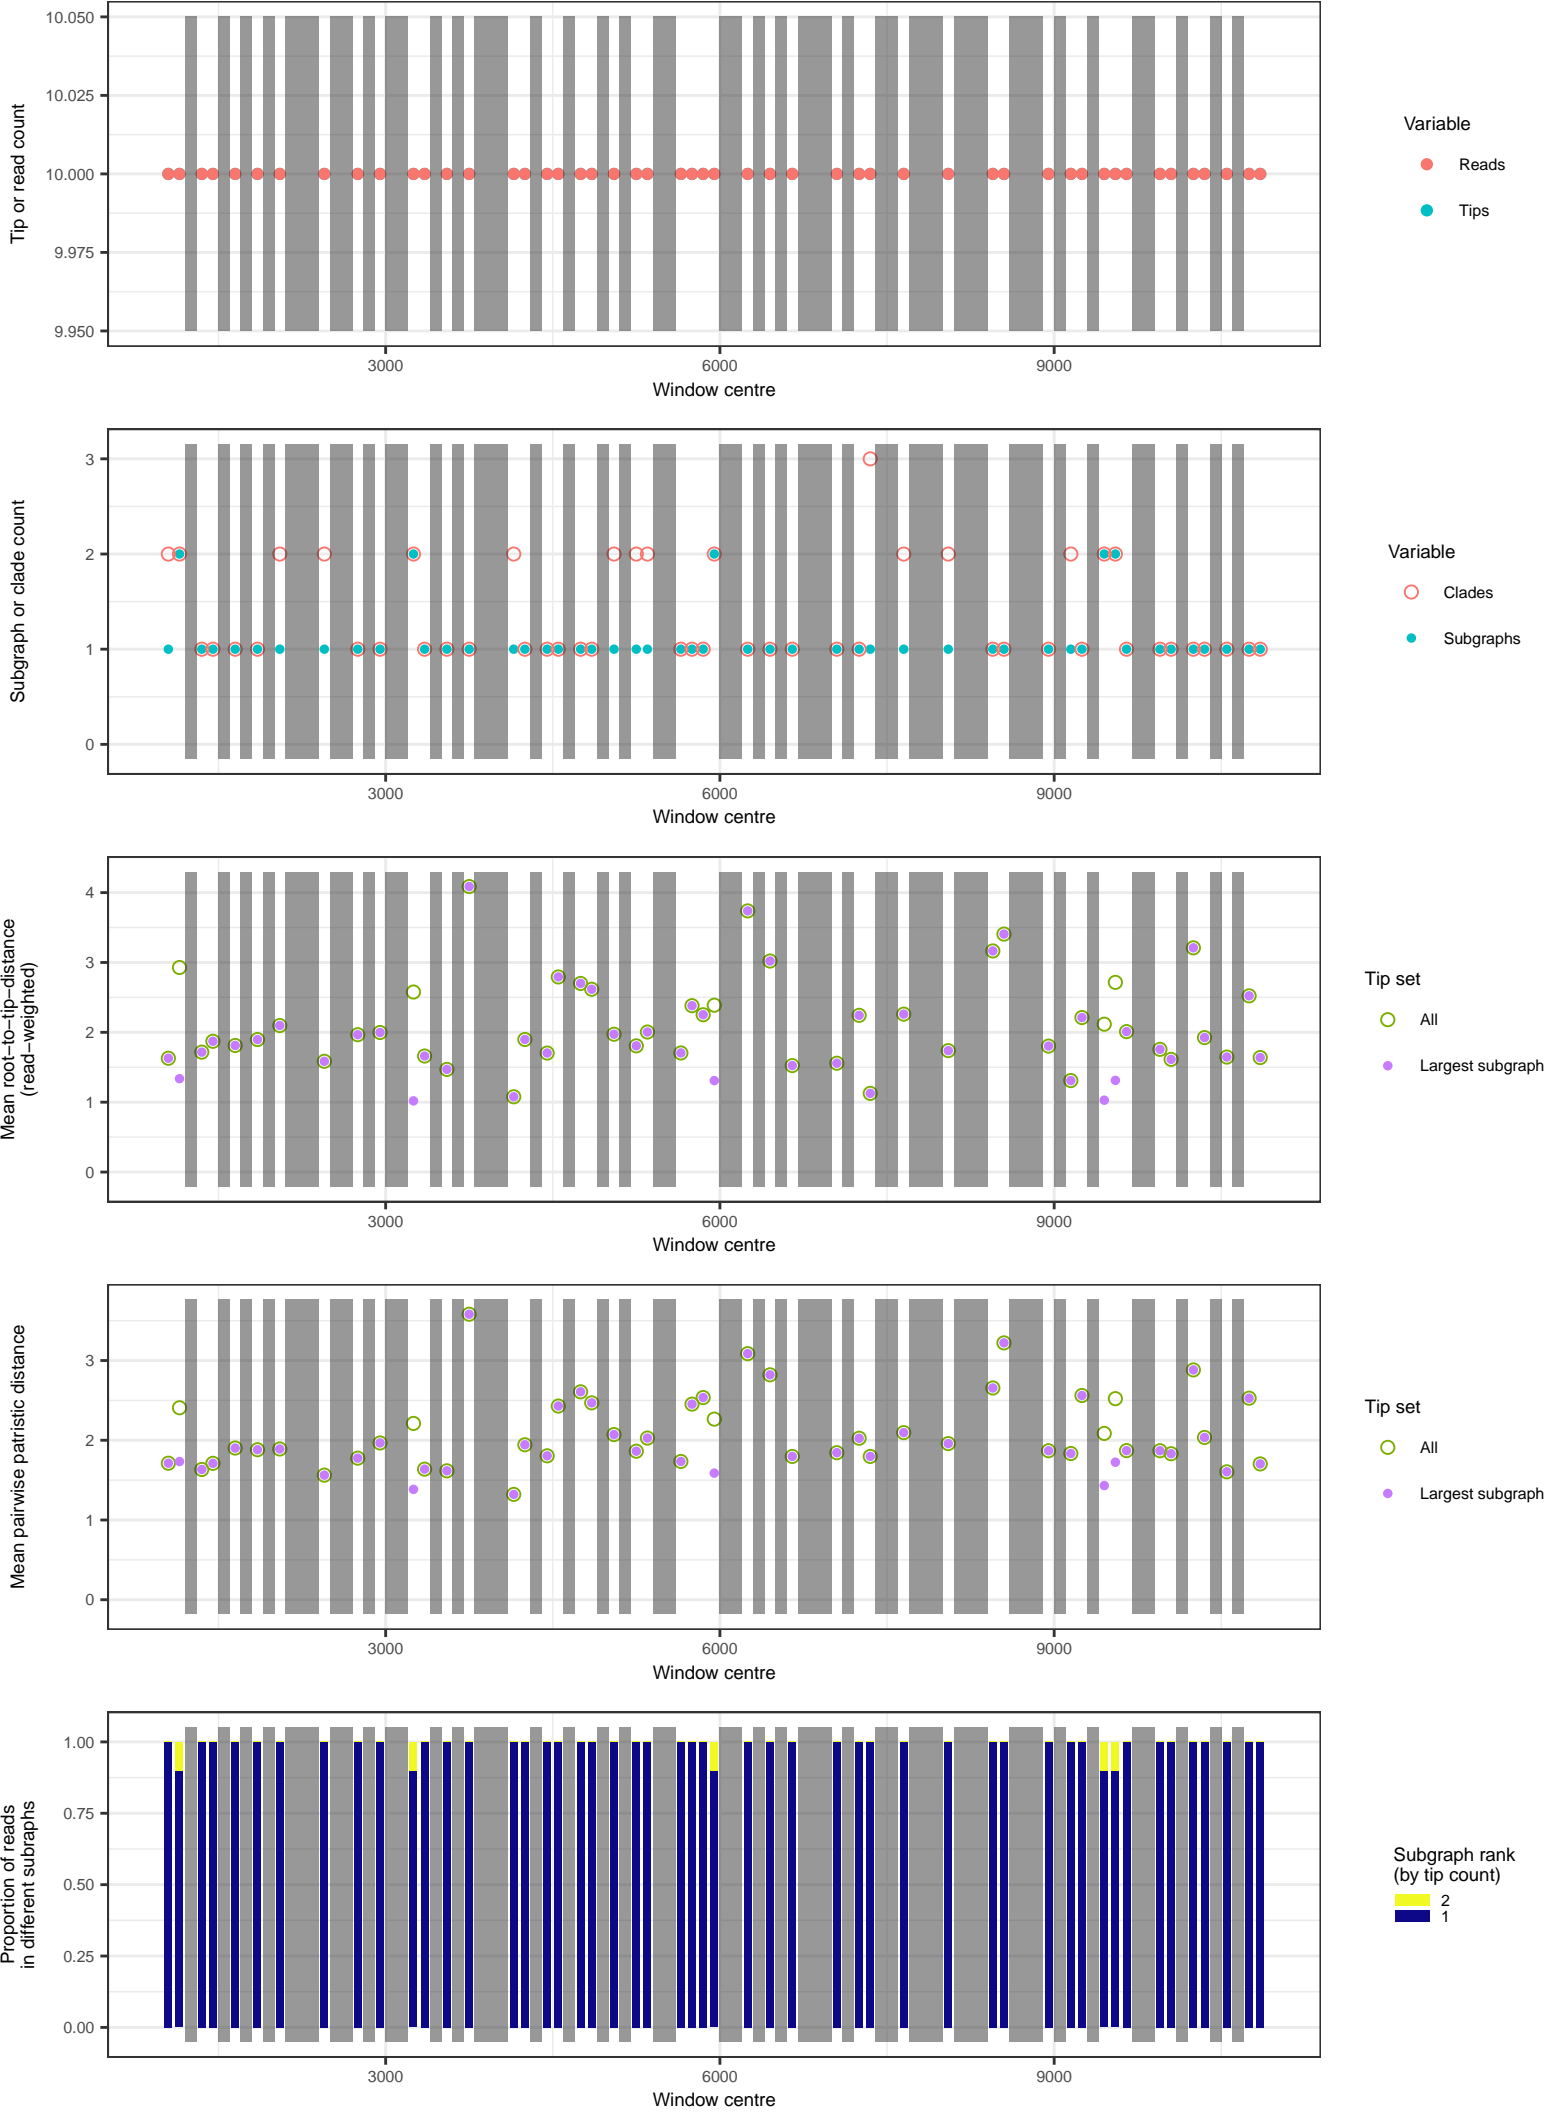 10.050
10.025
10.000
9.975
9.950
Tip or read count
3000 6000 9000
Window centre
Variable
Reads
Tips
3
2
1
0
Subgraph or clade count
3000 6000 9000
Window centre
Variable
Clades
Subgraphs
4
3
2
1
0
Mean root−to−tip−distance
(read−weighted)
3000 6000 9000
Window centre
Tip set
All
Largest subgraph
3
2
1
0
Mean pairwise patristic distance
3000 6000 9000
Window centre
Tip set
All
Largest subgraph
1.00
0.75
0.50
0.25
0.00
Proportion of reads
in different subraphs
3000 6000 9000
Window centre
Subgraph rank
(by tip count)
2
1